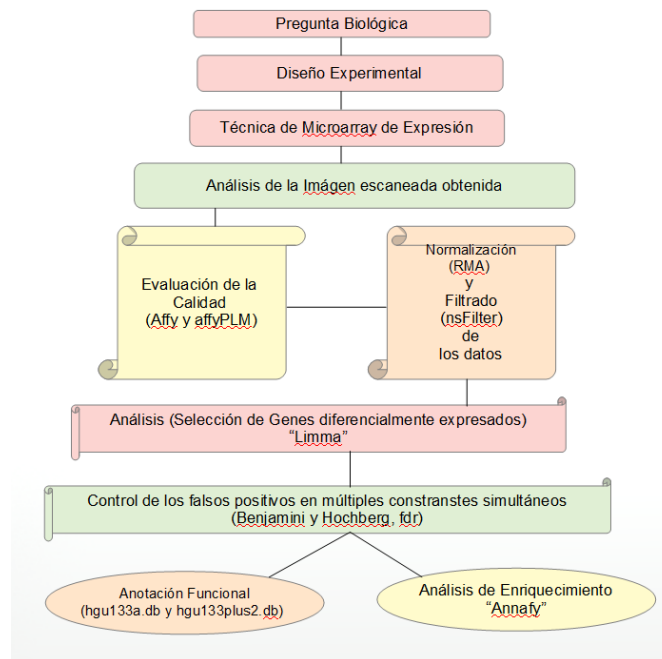 Pregunta Biológica
Diseño Experimental
Técnica de Microarray de Expresión
Análisis de la Imágen escaneada obtenida
Evaluación de la
Calidad
(Affy y affyPLM)
Normalización
(RMA)
y
Filtrado
(nsFilter)
de
los datos
Análisis (Selección de Genes diferencialmente expresados)
“Limma”
Control de los falsos positivos en múltiples constranstes simultáneos
(Benjamini y Hochberg, fdr)
Anotación Funcional
(hgu133a.db y hgu133plus2.db)
Análisis de Enriquecimiento
“Annafy”